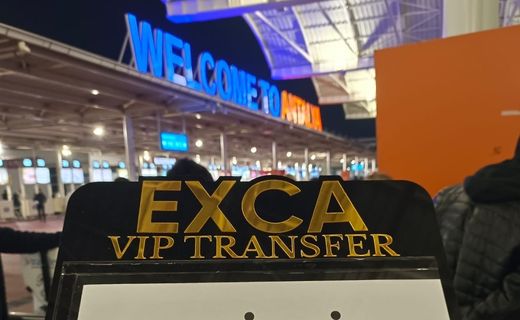 WELCOME TO ANTALYA
EXCA
VIP TRANSFER